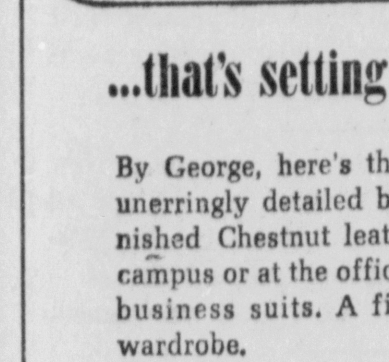 ...that's setting
By George, here's th
unerringly detailed b
nished Chestnut leat
campus or at the offic
business suits. A fi
wardrobe.